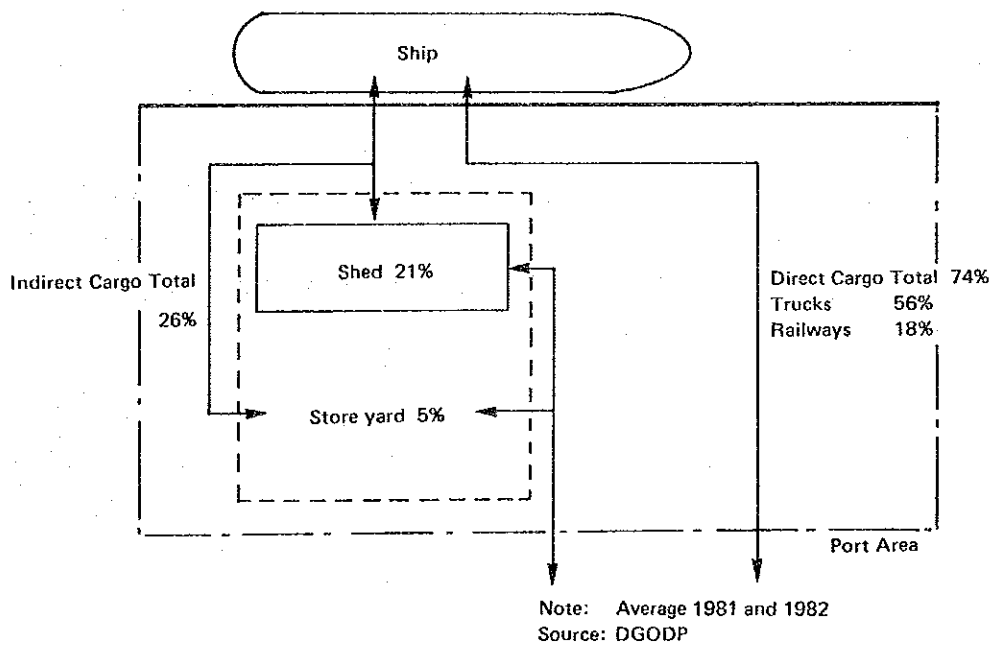 Ship
Shed 21%
Indirect Cargo Total
26%
Direct Cargo Total 74%
Trucks 56%
Railways 18%
Store yard 5%
Port Area
Note: Average 1981 and 1982
Source: DGODP